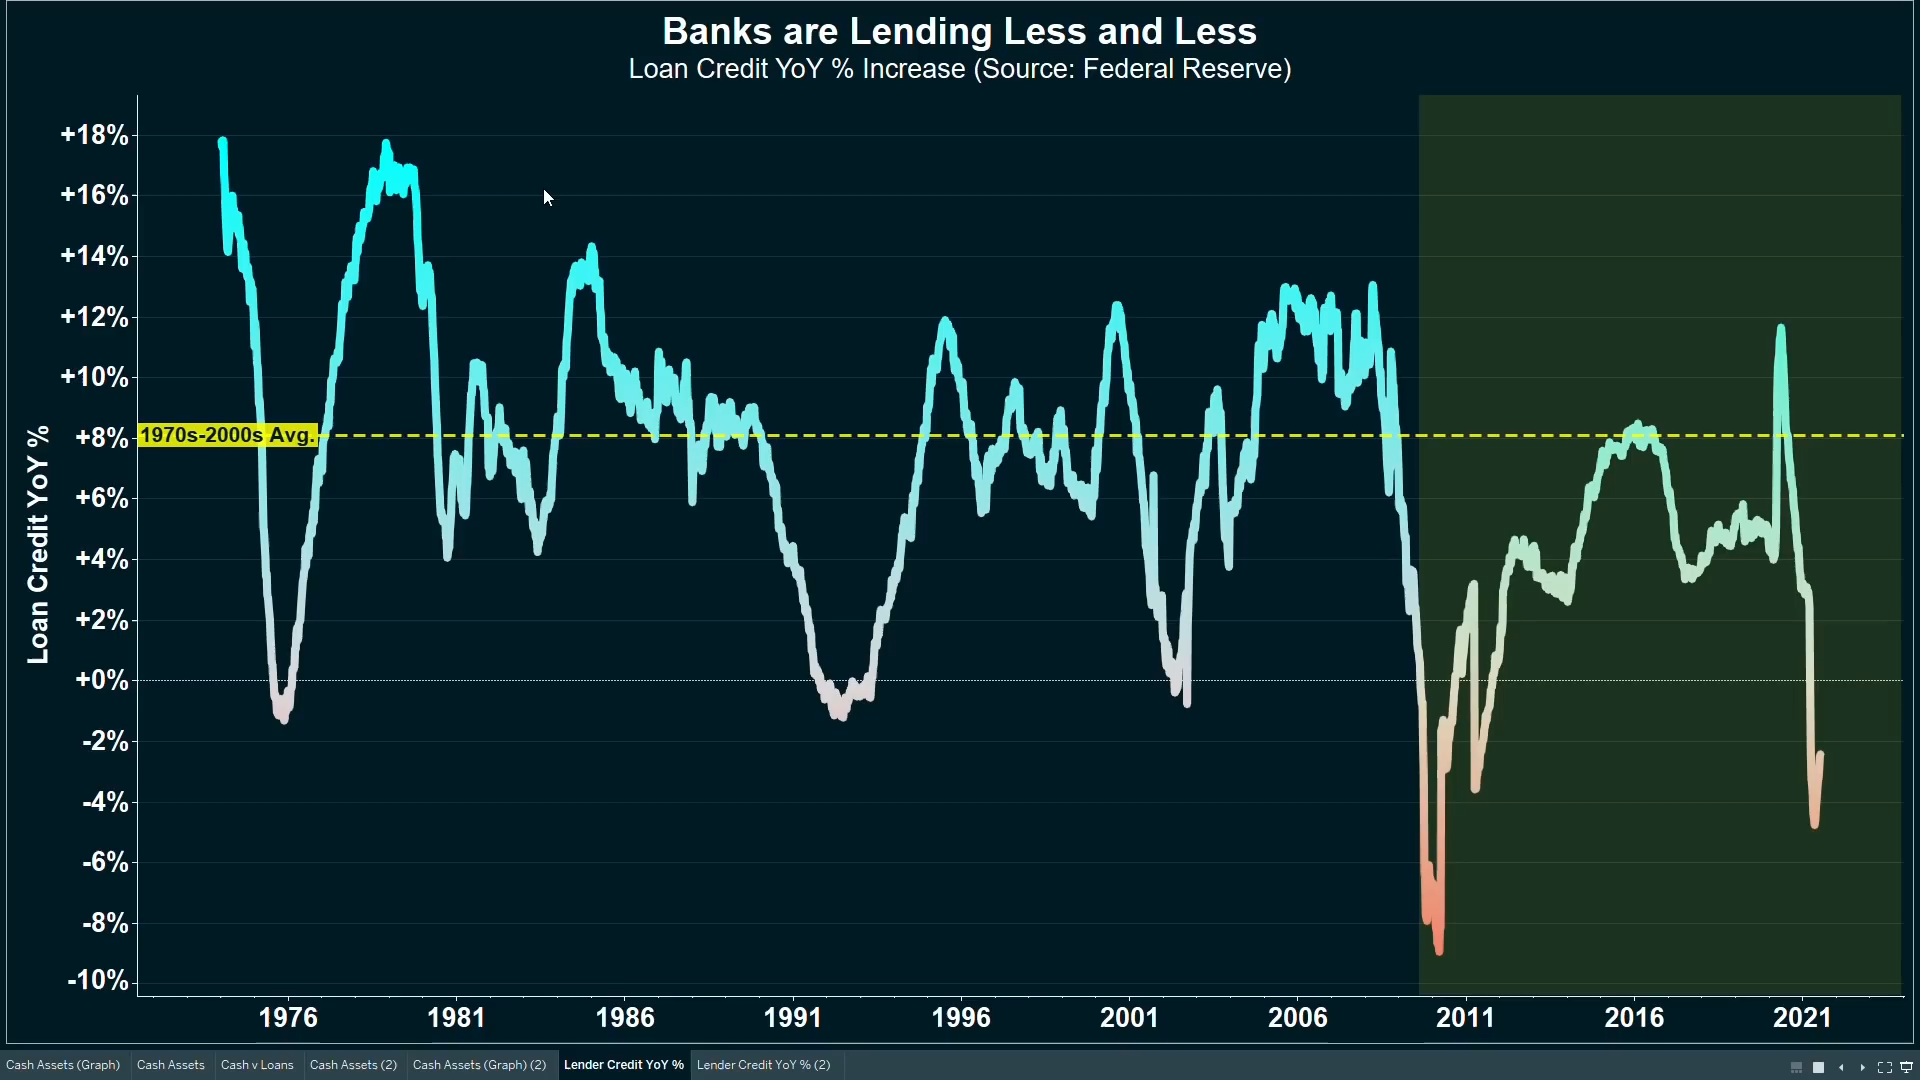 Banks are Lending Less and Less
Loan Credit YoY % Increase (Source: Federal Reserve)
+18%
+16%
+14%
+12%
+10%
+8%
+6%
+4%
+2%
+0%
-2%
-4%
-6%
-8%
-10%
Loan Credit YoY %
1970s-2000s Avg.
1976 1981 1986 1991 1996 2001 2006 2011 2016 2021
Cash Assets (Graph) Cash Assets Cash v Loans Cash Assets (2) Cash Assets (Graph) (2) Lender Credit YoY % Lender Credit YoY % (2)